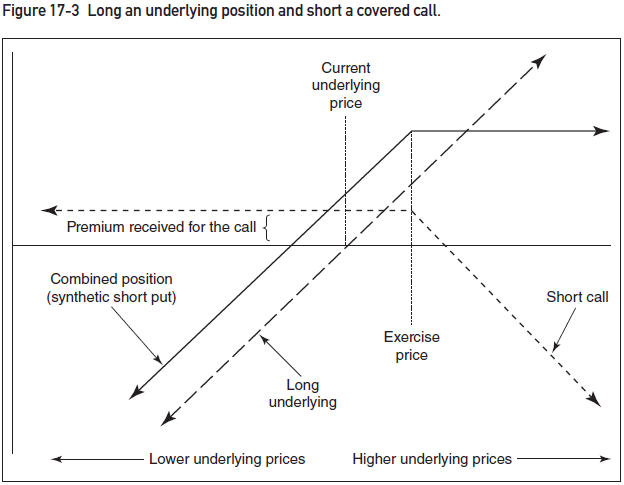 Figure 17-3 Long an underlying position and short a covered call.
Current
underlying
price
Premium received for the call
Combined position
(synthetic short put)
Short call
Exercise
price
Long
underlying
Lower underlying prices
Higher underlying prices